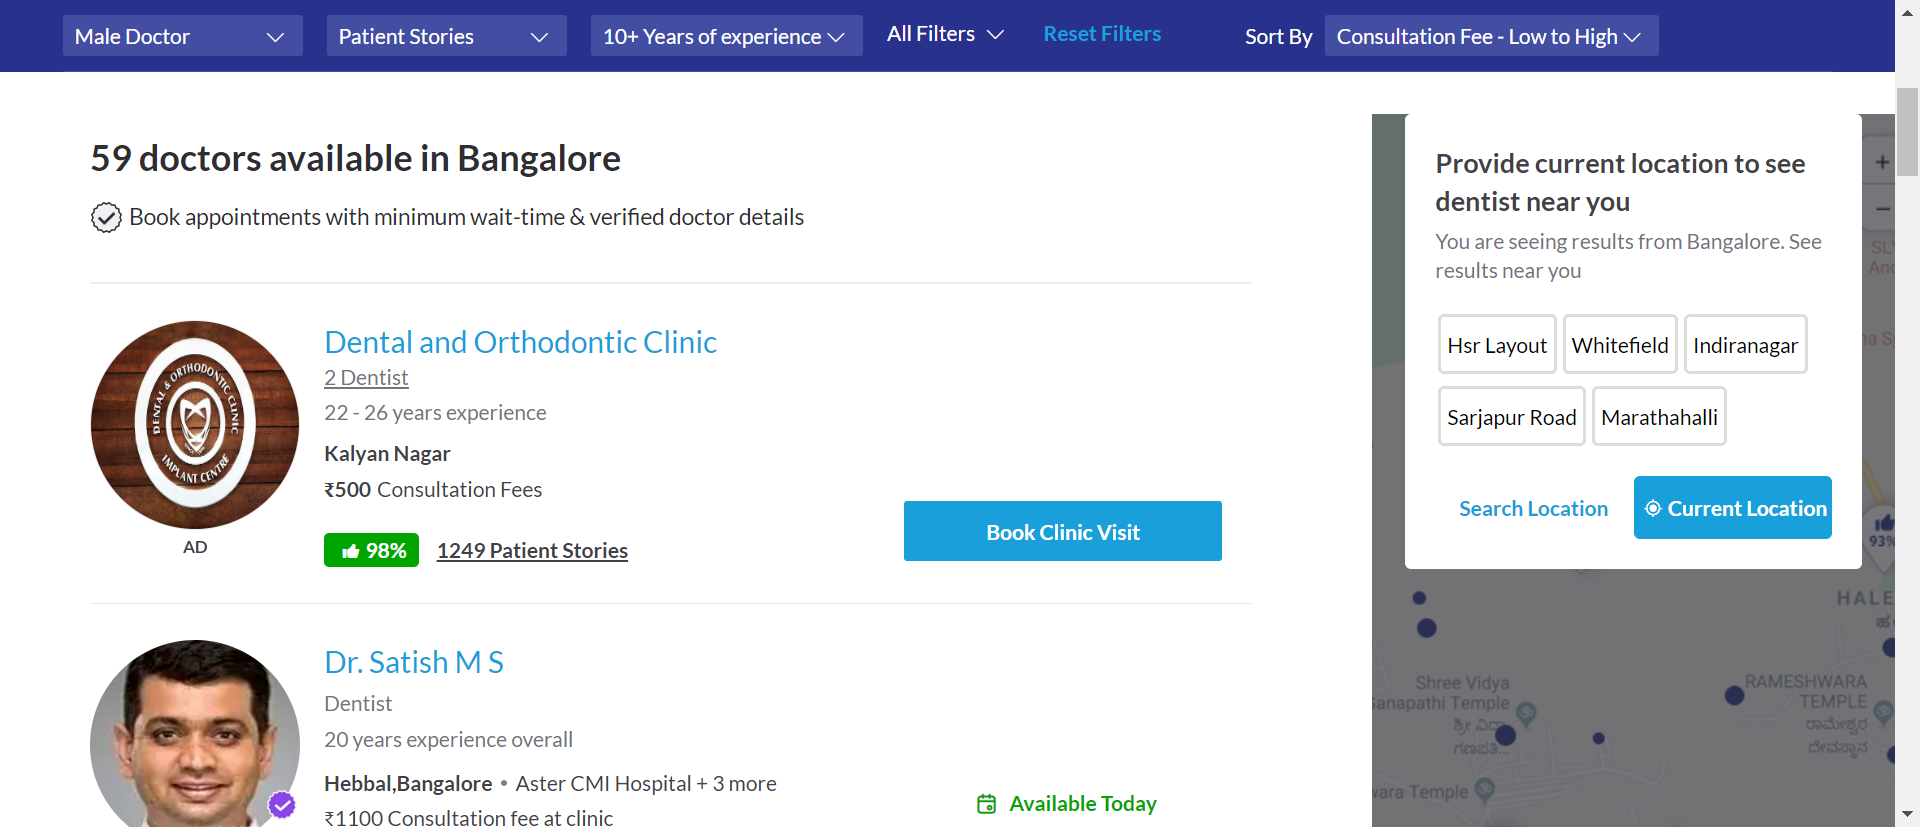 Male Doctor
Patient Stories
10+ Years of experience
All Filters
Reset Filters
Sort By
Consultation Fee - Low to High
59 doctors available in Bangalore
Book appointments with minimum wait-time & verified doctor details
DENTAL & ORTHODONTIC CLINIC
IMPLANT CENTRE
AD
Dental and Orthodontic Clinic
2 Dentist
22 - 26 years experience
Kalyan Nagar
₹500 Consultation Fees
98%
1249 Patient Stories
Book Clinic Visit
Dr. Satish M S
Dentist
20 years experience overall
Hebbal,Bangalore • Aster CMI Hospital + 3 more
₹1100 Consultation fee at clinic
Available Today
Provide current location to see
dentist near you
You are seeing results from Bangalore. See
results near you
Hsr Layout
Whitefield
Indiranagar
Sarjapur Road
Marathahalli
Search Location
Current Location
+
−
93%
HALE
Shree Vidya
Ganapathi Temple
ಶ್ರೀ ವಿದ್ಯಾ
ಗಣಪತಿ...
RAMESHWARA
TEMPLE
ರಾಮೇಶ್ವರ
ದೇವಸ್ಥಾನ
wara Temple